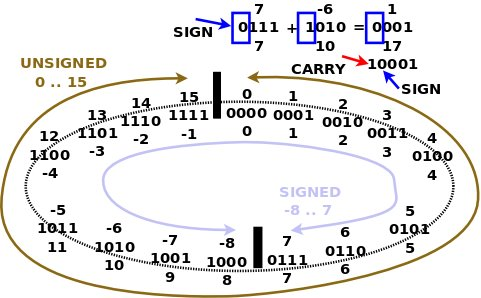 7 -6 1
SIGN 0111 + 1010 = 0001
7 10 17
CARRY 10001
SIGN
UNSIGNED
0 .. 15
12 13 14 15 0 1 2 3 4
1100 1101 1110 1111 0000 0001 0010 0011 0100
-4 -3 -2 -1 0 1 2 3 4
SIGNED
-8 .. 7
-5 -6 -7 -8 7 6 5
1011 1010 1001 1000 0111 0110 0101
11 10 9 8 7 6 5